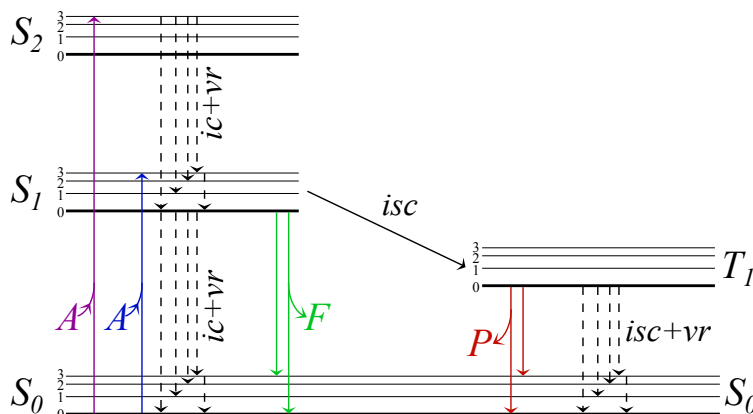 S2 3 2 1 0
ic+vr
S1 3 2 1 0
isc
3 2 1 0 T1
A A ic+vr F
P isc+vr
S0 3 2 1 0 S0